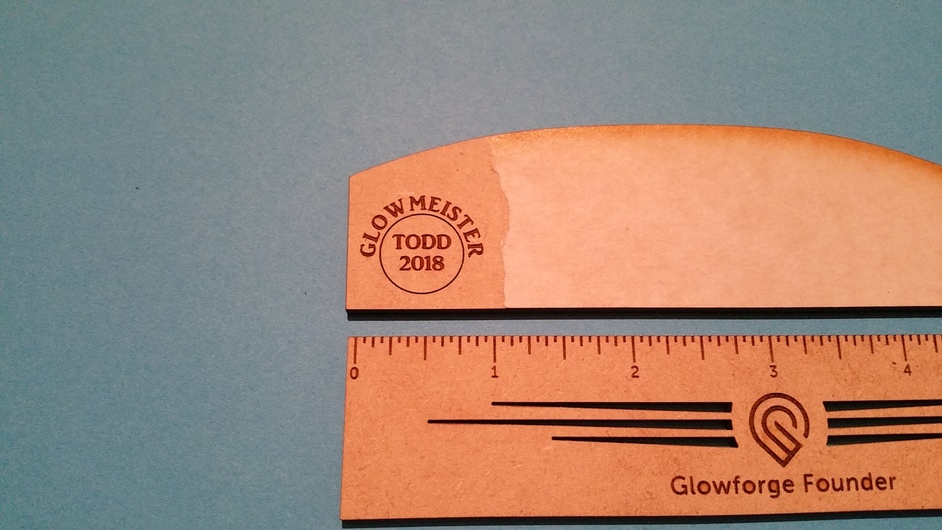 GLOWMEISTER
TODD
2018
0 1 2 3 4
Glowforge Founder